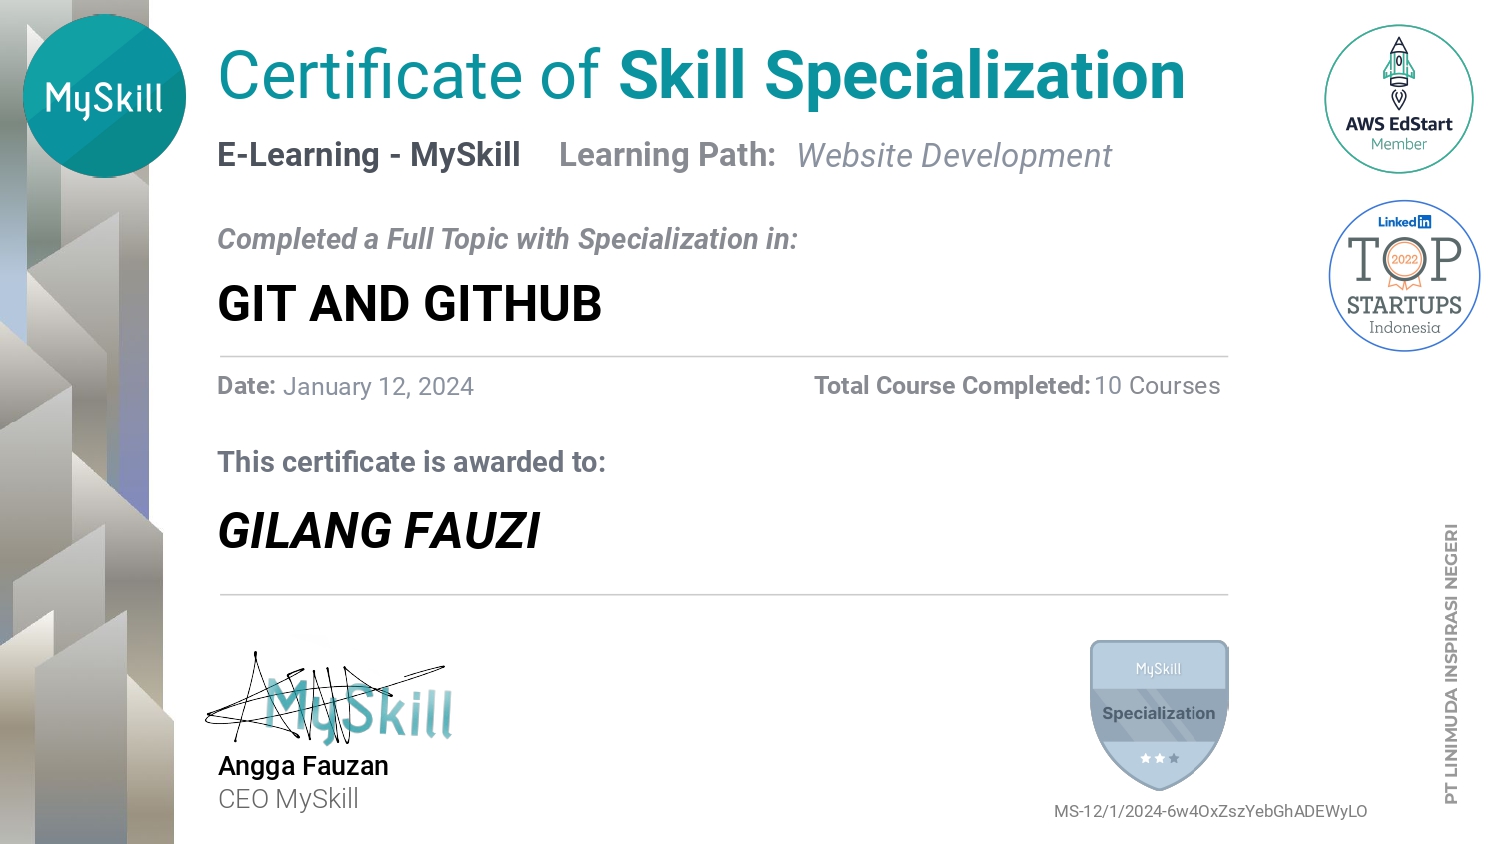 MySkill
Certificate of Skill Specialization
E-Learning - MySkill Learning Path: Website Development
AWS EdStart
Member
Completed a Full Topic with Specialization in:
GIT AND GITHUB
Linked in
TOP
2022
STARTUPS
Indonesia
Date: January 12, 2024 Total Course Completed: 10 Courses
This certificate is awarded to:
GILANG FAUZI
MySkill
Angga Fauzan
CEO MySkill
MySkill
Specialization
MS-12/1/2024-6w4OxZszYebGhADEWyLO
PT LINIMUDA INSPIRASI NEGERI